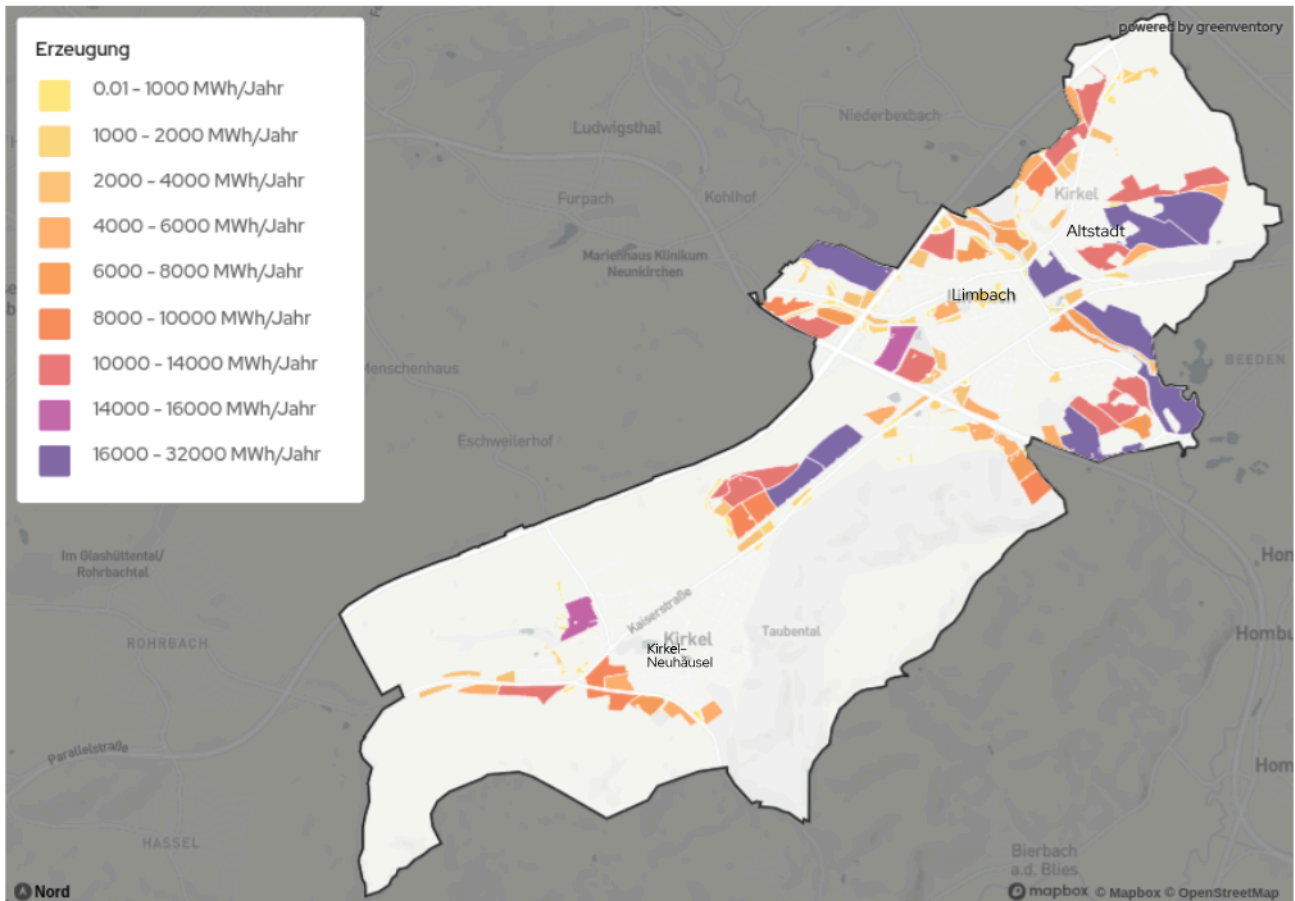 powered by greenventory
Erzeugung
0.01 - 1000 MWh/Jahr
1000 - 2000 MWh/Jahr
2000 - 4000 MWh/Jahr
4000 - 6000 MWh/Jahr
6000 - 8000 MWh/Jahr
8000 - 10000 MWh/Jahr
10000 - 14000 MWh/Jahr
14000 - 16000 MWh/Jahr
16000 - 32000 MWh/Jahr
Niederbexbach
Ludwigsthal
Furpach
Kohlhof
Kirkel
Altstadt
Marienhaus Klinikum
Neunkirchen
Limbach
BEEDEN
Menschenhaus
Eschweilerhof
Im Glashüttental/
Rohrbachtal
Kaiserstraße
ROHRBACH
Kirkel
Taubental
Kirkel-
Neuhäusel
Parallelstraße
HASSEL
Bierbach
a.d. Blies
Nord
mapbox © Mapbox © OpenStreetMap